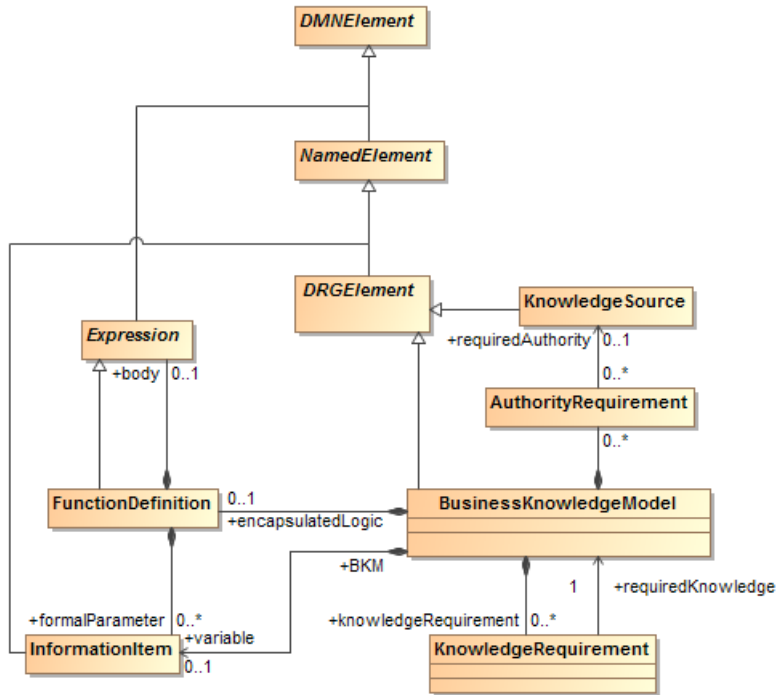 DMNElement
NamedElement
DRGElement
KnowledgeSource
Expression
+requiredAuthority 0..1
+body 0..1
0..*
AuthorityRequirement
0..*
FunctionDefinition
0..1
BusinessKnowledgeModel
+encapsulatedLogic
+BKM
1 +requiredKnowledge
+formalParameter 0..*
+knowledgeRequirement 0..*
+variable
InformationItem
0..1
KnowledgeRequirement